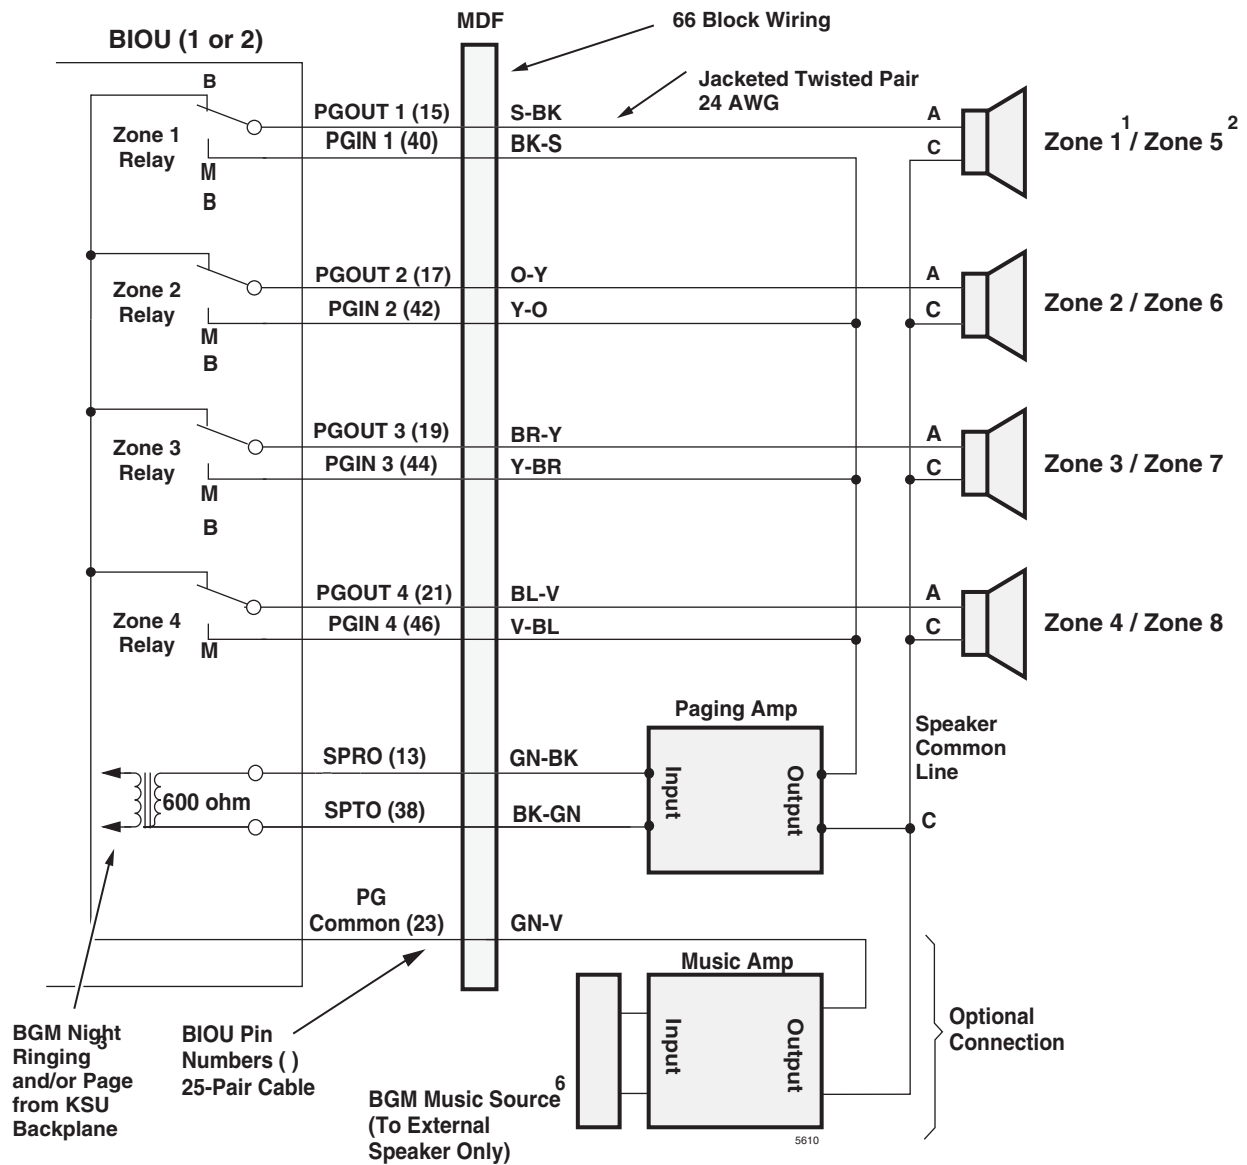 MDF
66 Block Wiring
BIOU (1 or 2)
Jacketed Twisted Pair
24 AWG
B
PGOUT 1 (15)
S-BK
A
Zone 1
Relay
PGIN 1 (40)
BK-S
C
Zone 1 1 / Zone 5 2
M
B
PGOUT 2 (17)
O-Y
A
Zone 2
Relay
PGIN 2 (42)
Y-O
C
Zone 2 / Zone 6
M
B
PGOUT 3 (19)
BR-Y
A
Zone 3
Relay
PGIN 3 (44)
Y-BR
C
Zone 3 / Zone 7
M
B
PGOUT 4 (21)
BL-V
A
Zone 4
Relay
PGIN 4 (46)
V-BL
C
Zone 4 / Zone 8
M
Paging Amp
Speaker
Common
Line
SPRO (13)
GN-BK
Input
Output
600 ohm
SPTO (38)
BK-GN
C
PG
Common (23)
GN-V
Music Amp
Input
Output
Optional
Connection
BGM Night
Ringing 3
and/or Page
from KSU
Backplane
BIOU Pin
Numbers ( )
25-Pair Cable
BGM Music Source 6
(To External
Speaker Only)
5610